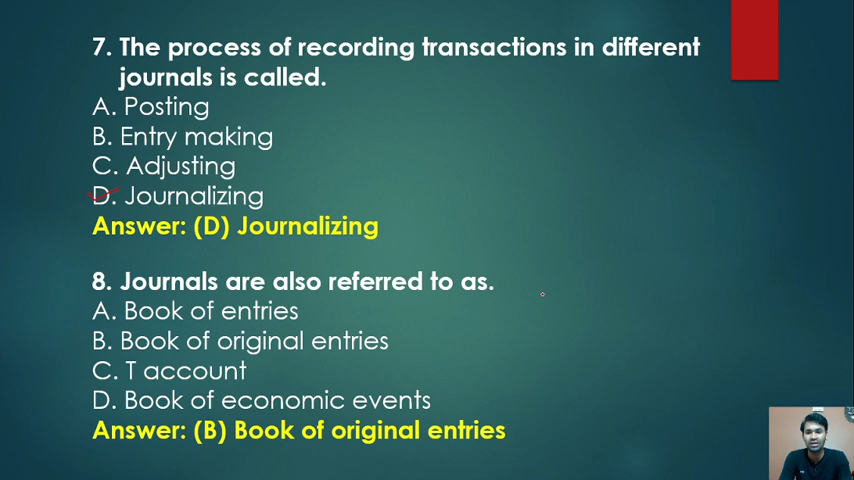 7. The process of recording transactions in different
journals is called.
A. Posting
B. Entry making
C. Adjusting
D. Journalizing
Answer: (D) Journalizing
8. Journals are also referred to as.
A. Book of entries
B. Book of original entries
C. T account
D. Book of economic events
Answer: (B) Book of original entries